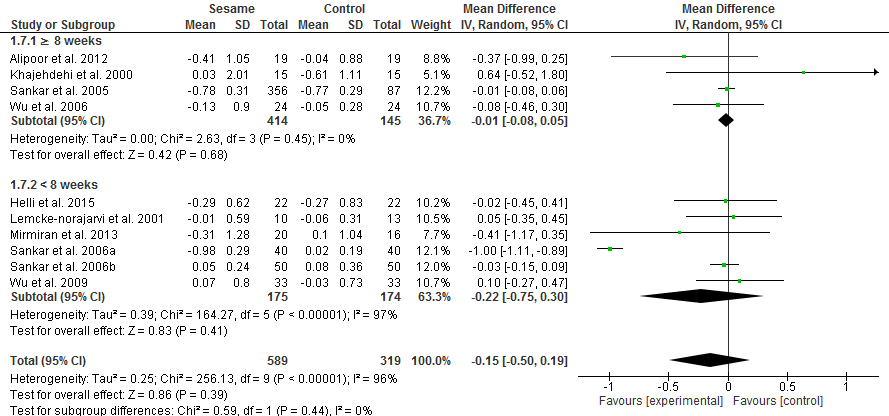 Sesame Control Mean Difference Mean Difference
Study or Subgroup Mean SD Total Mean SD Total Weight IV, Random, 95% CI IV, Random, 95% CI
1.7.1 ≥ 8 weeks
Alipoor et al. 2012 -0.41 1.05 19 -0.04 0.88 19 8.8% -0.37 [-0.99, 0.25]
Khajehdehi et al. 2000 0.03 2.01 15 -0.61 1.11 15 5.1% 0.64 [-0.52, 1.80]
Sankar et al. 2005 -0.78 0.31 356 -0.77 0.29 87 12.2% -0.01 [-0.08, 0.06]
Wu et al. 2006 -0.13 0.9 24 -0.05 0.28 24 10.7% -0.08 [-0.46, 0.30]
Subtotal (95% CI) 414 145 36.7% -0.01 [-0.08, 0.05]
Heterogeneity: Tau² = 0.00; Chi² = 2.63, df = 3 (P = 0.45); I² = 0%
Test for overall effect: Z = 0.42 (P = 0.68)
1.7.2 < 8 weeks
Helli et al. 2015 -0.29 0.62 22 -0.27 0.83 22 10.2% -0.02 [-0.45, 0.41]
Lemcke-norajarvi et al. 2001 -0.01 0.59 10 -0.06 0.31 13 10.5% 0.05 [-0.35, 0.45]
Mirmiran et al. 2013 -0.31 1.28 20 0.1 1.04 16 7.7% -0.41 [-1.17, 0.35]
Sankar et al. 2006a -0.98 0.29 40 0.02 0.19 40 12.1% -1.00 [-1.11, -0.89]
Sankar et al. 2006b 0.05 0.24 50 0.08 0.36 50 12.1% -0.03 [-0.15, 0.09]
Wu et al. 2009 0.07 0.8 33 -0.03 0.73 33 10.7% 0.10 [-0.27, 0.47]
Subtotal (95% CI) 175 174 63.3% -0.22 [-0.75, 0.30]
Heterogeneity: Tau² = 0.39; Chi² = 164.27, df = 5 (P < 0.00001); I² = 97%
Test for overall effect: Z = 0.83 (P = 0.41)
Total (95% CI) 589 319 100.0% -0.15 [-0.50, 0.19]
Heterogeneity: Tau² = 0.25; Chi² = 256.13, df = 9 (P < 0.00001); I² = 96%
Test for overall effect: Z = 0.86 (P = 0.39)
Test for subgroup differences: Chi² = 0.59, df = 1 (P = 0.44), I² = 0%
-1 -0.5 0 0.5 1
Favours [experimental] Favours [control]